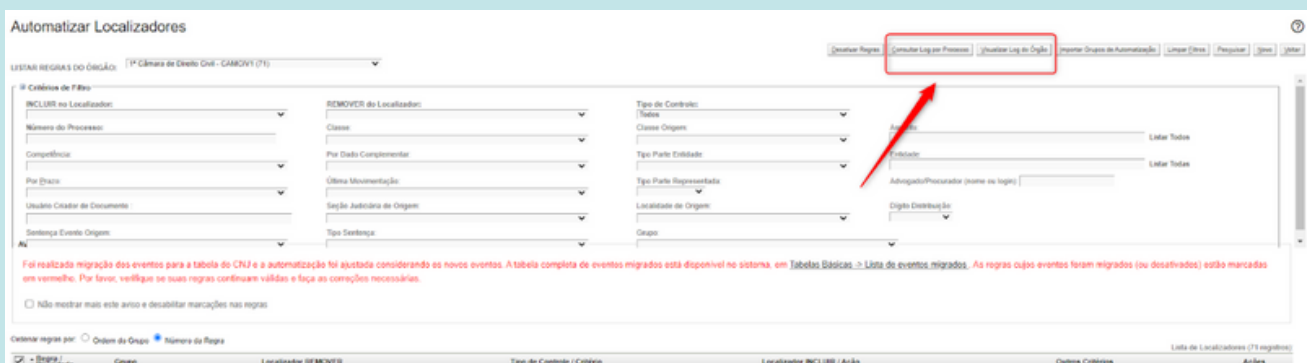 Automatizar Localizadores
Desativar Regras Consultar Log por Processo Visualizar Log do Órgão Importar Grupos de Automatização Limpar Filtros Pesquisar Novo Voltar
LISTAR REGRAS DO ÓRGÃO: 1ª Câmara de Direito Civil - CAMCIV1 (71)
Critérios de Filtro
INCLUIR no Localizador: REMOVER do Localizador: Tipo de Controle:
Todos
Número do Processo: Classe: Classe Origem:
Listar Todos
Competência: Por Dado Complementar Tipo Parte Entidade: Entidade:
Listar Todas
Por Prazo: Última Movimentação: Tipo Parte Representada Advogado/Procurador (nome ou login)
Usuário Criador de Documento : Seção Judiciária de Origem: Localidade de Origem: Dígito Distribuição:
Sentença Evento Origem: Tipo Sentença: Grupo:
Foi realizada migração dos eventos para a tabela do CNJ e a automatização foi ajustada considerando os novos eventos. A tabela completa de eventos migrados está disponível no sistema, em Tabelas Básicas -> Lista de eventos migrados . As regras cujos eventos foram migrados (ou desativados) estão marcadas
em vermelho. Por favor, verifique se suas regras continuam válidas e faça as correções necessárias.
Não mostrar mais este aviso e desabilitar marcações nas regras
Ordenar regras por: Ordem do Grupo Número da Regra
Lista de Localizadores (71 registros)
Regra / Grupo Localizador REMOVER Tipo de Controle / Critério Localizador INCLUIR / Ação Outros Critérios Ações